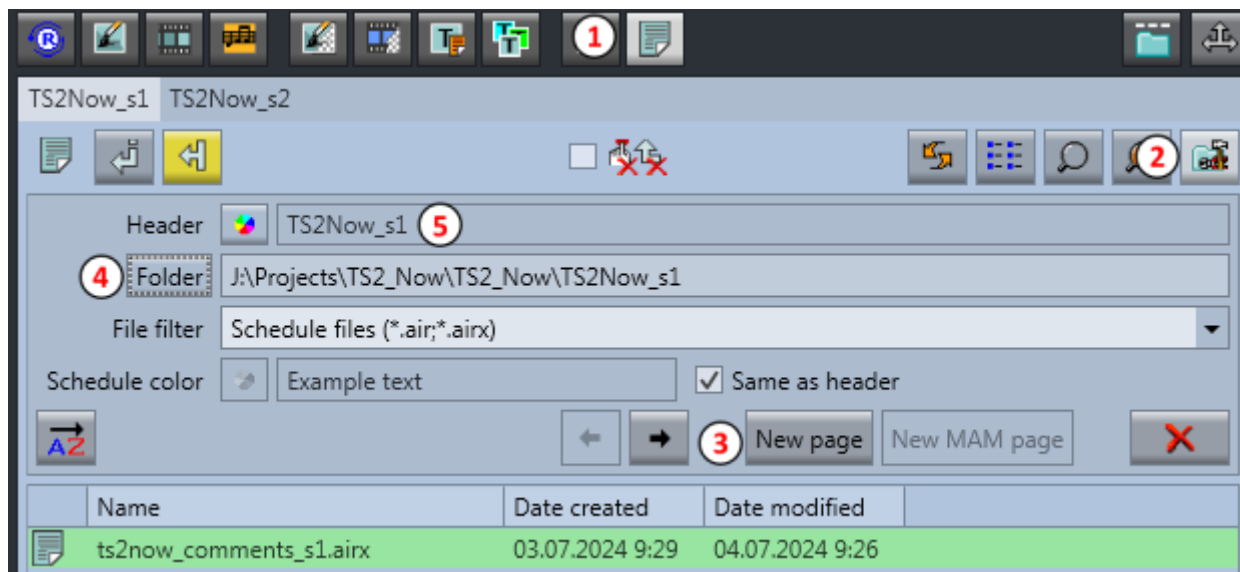 1
TS2Now_s1 TS2Now_s2
2
Header TS2Now_s1 5
4 Folder J:\Projects\TS2_Now\TS2_Now\TS2Now_s1
File filter Schedule files (*.air;*.airx)
Schedule color Example text Same as header
AZ 3 New page New MAM page
Name Date created Date modified
ts2now_comments_s1.airx 03.07.2024 9:29 04.07.2024 9:26